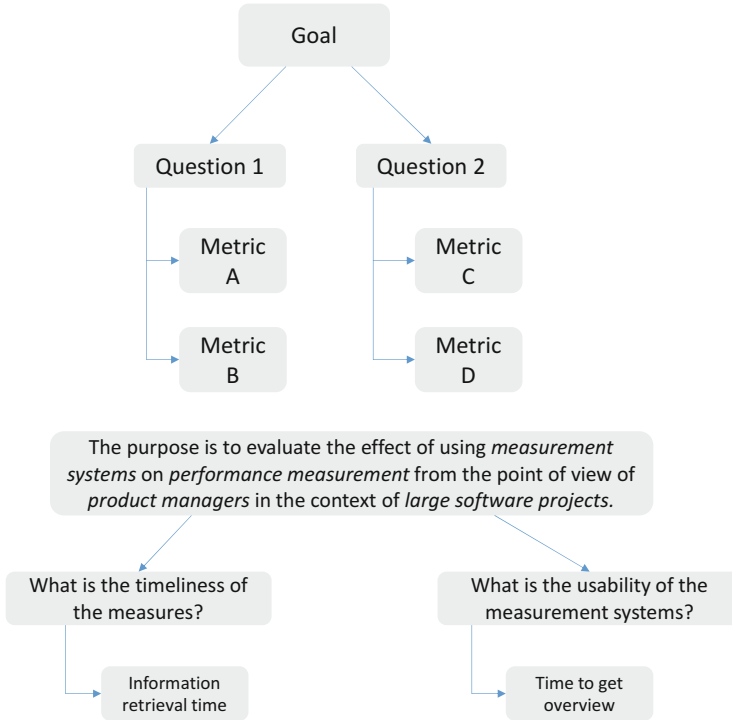 Goal
Question 1
Question 2
Metric
A
Metric
C
Metric
B
Metric
D
The purpose is to evaluate the effect of using measurement
systems on performance measurement from the point of view of
product managers in the context of large software projects.
What is the timeliness of
the measures?
What is the usability of the
measurement systems?
Information
retrieval time
Time to get
overview